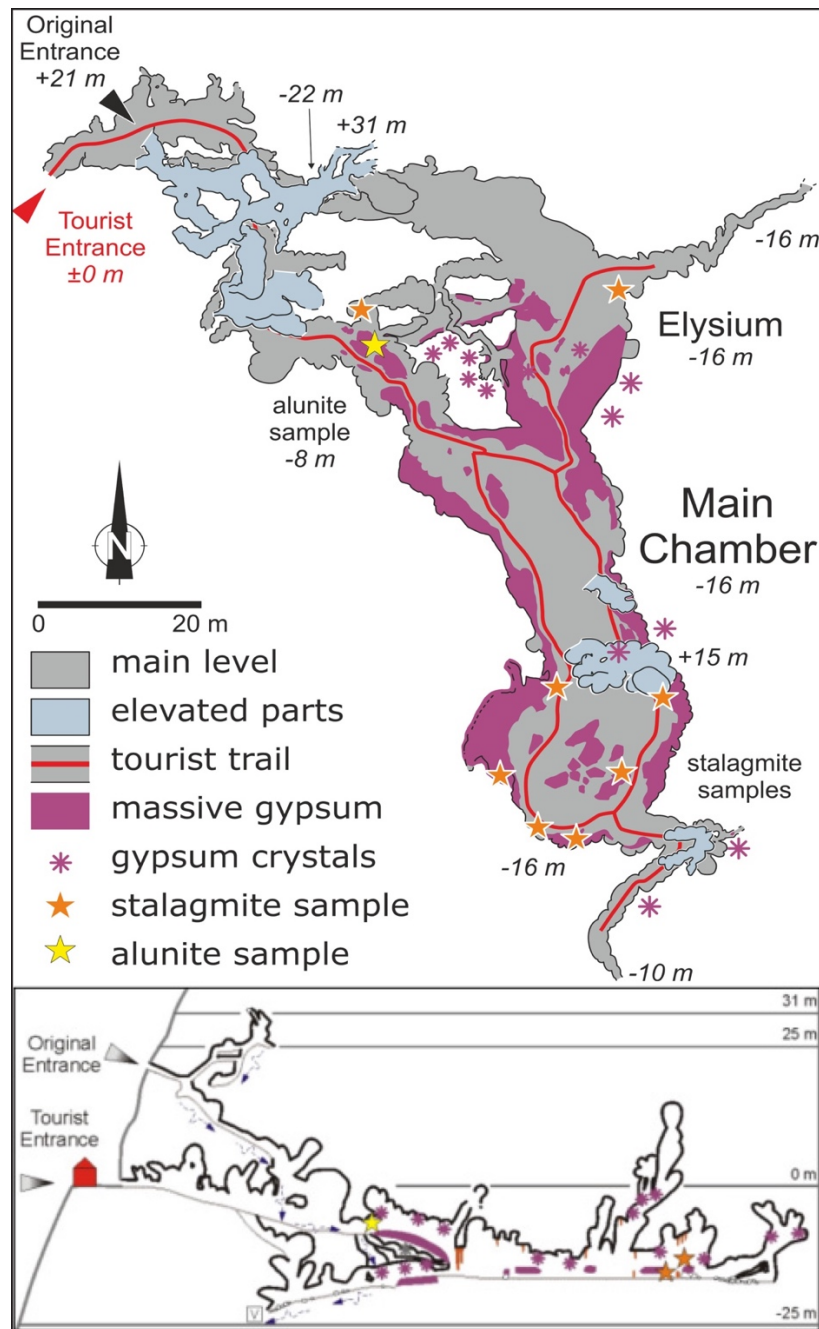 Original
Entrance
+21 m
-22 m
+31 m
Tourist
Entrance
±0 m
-16 m
Elysium
-16 m
alunite
sample
-8 m
Main
Chamber
-16 m
N
0 20 m
+15 m
main level
elevated parts
tourist trail
massive gypsum
gypsum crystals
stalagmite sample
alunite sample
stalagmite
samples
-16 m
-10 m
31 m
25 m
Original
Entrance
Tourist
Entrance
0 m
?
V
-25 m